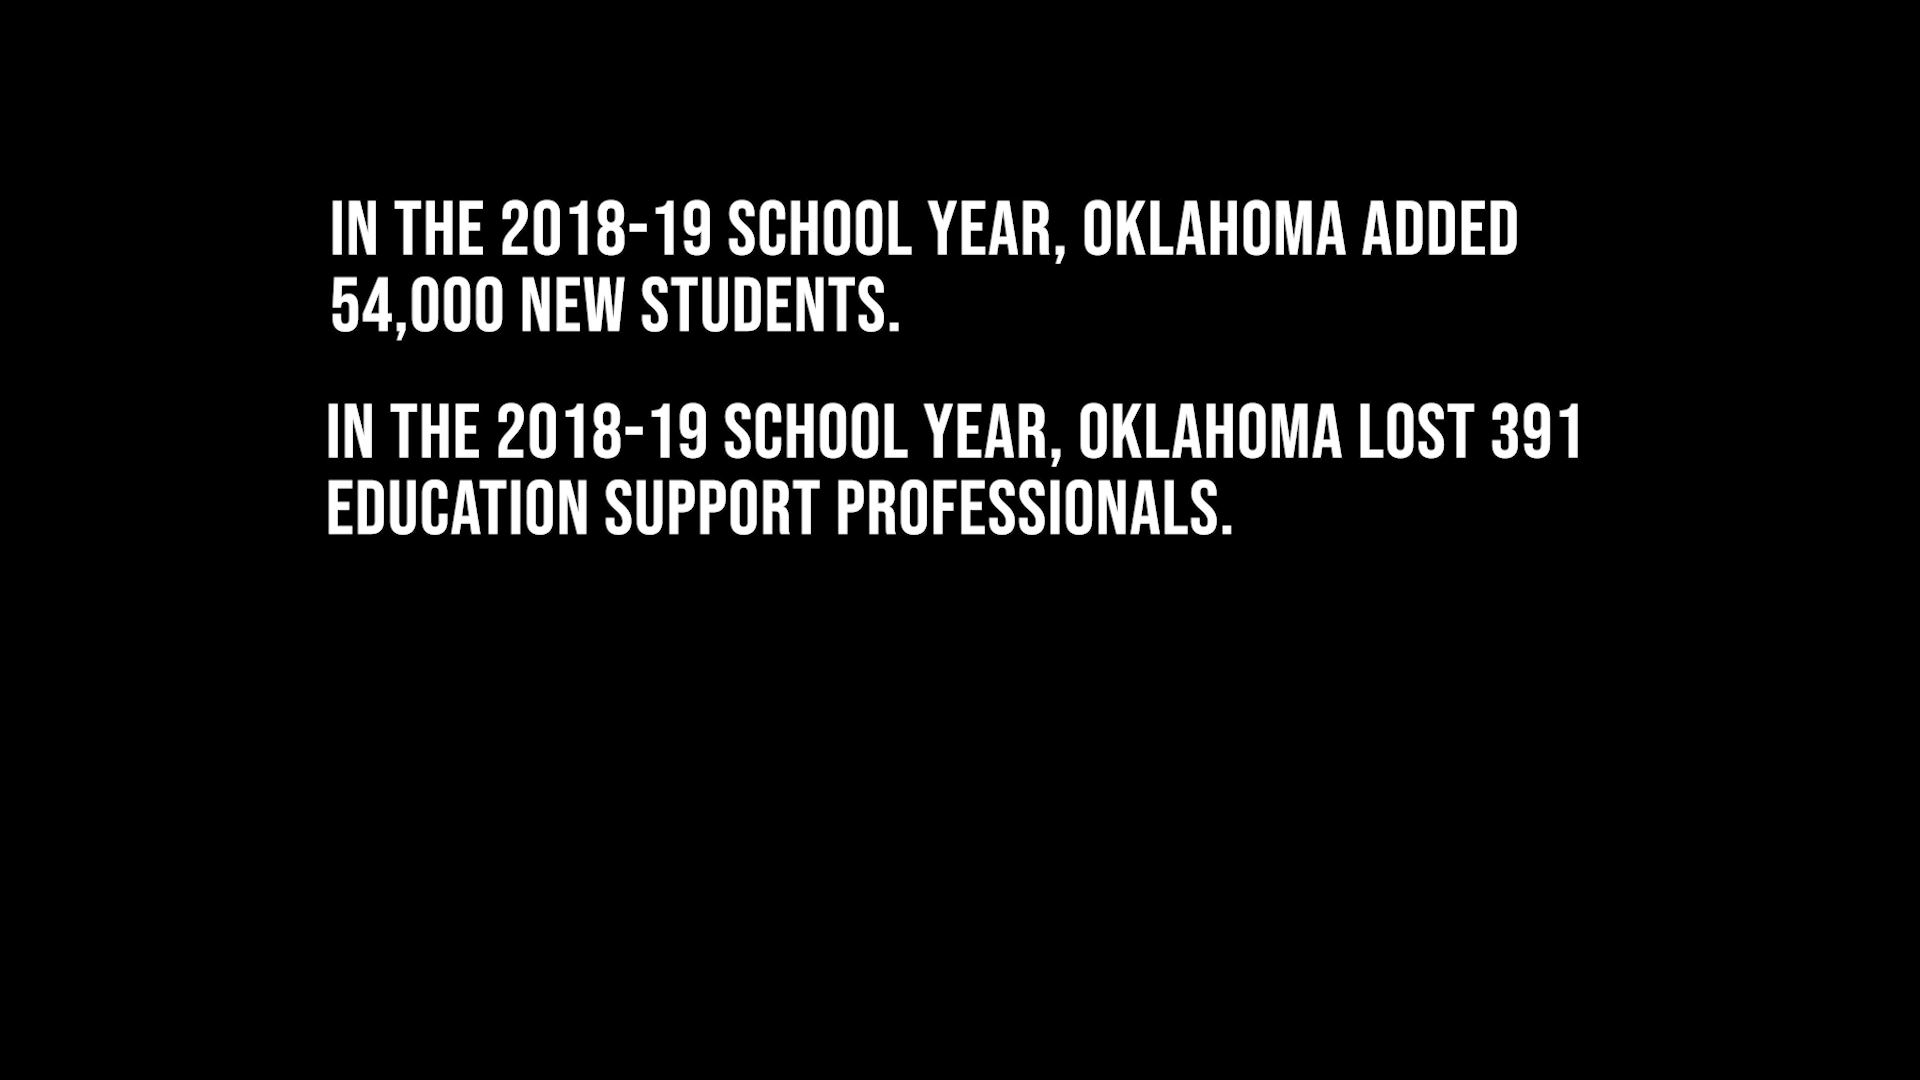 IN THE 2018-19 SCHOOL YEAR, OKLAHOMA ADDED
54,000 NEW STUDENTS.
IN THE 2018-19 SCHOOL YEAR, OKLAHOMA LOST 391
EDUCATION SUPPORT PROFESSIONALS.